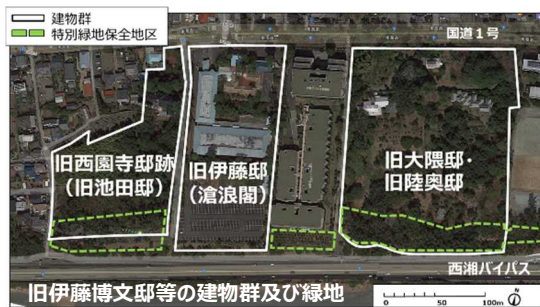 建物群
特別緑地保全地区
国道1号
旧西園寺邸跡
（旧池田邸）
旧伊藤邸
（滄浪閣）
旧大隈邸・
旧陸奥邸
西湘バイパス
旧伊藤博文邸等の建物群及び緑地
0 50 100m